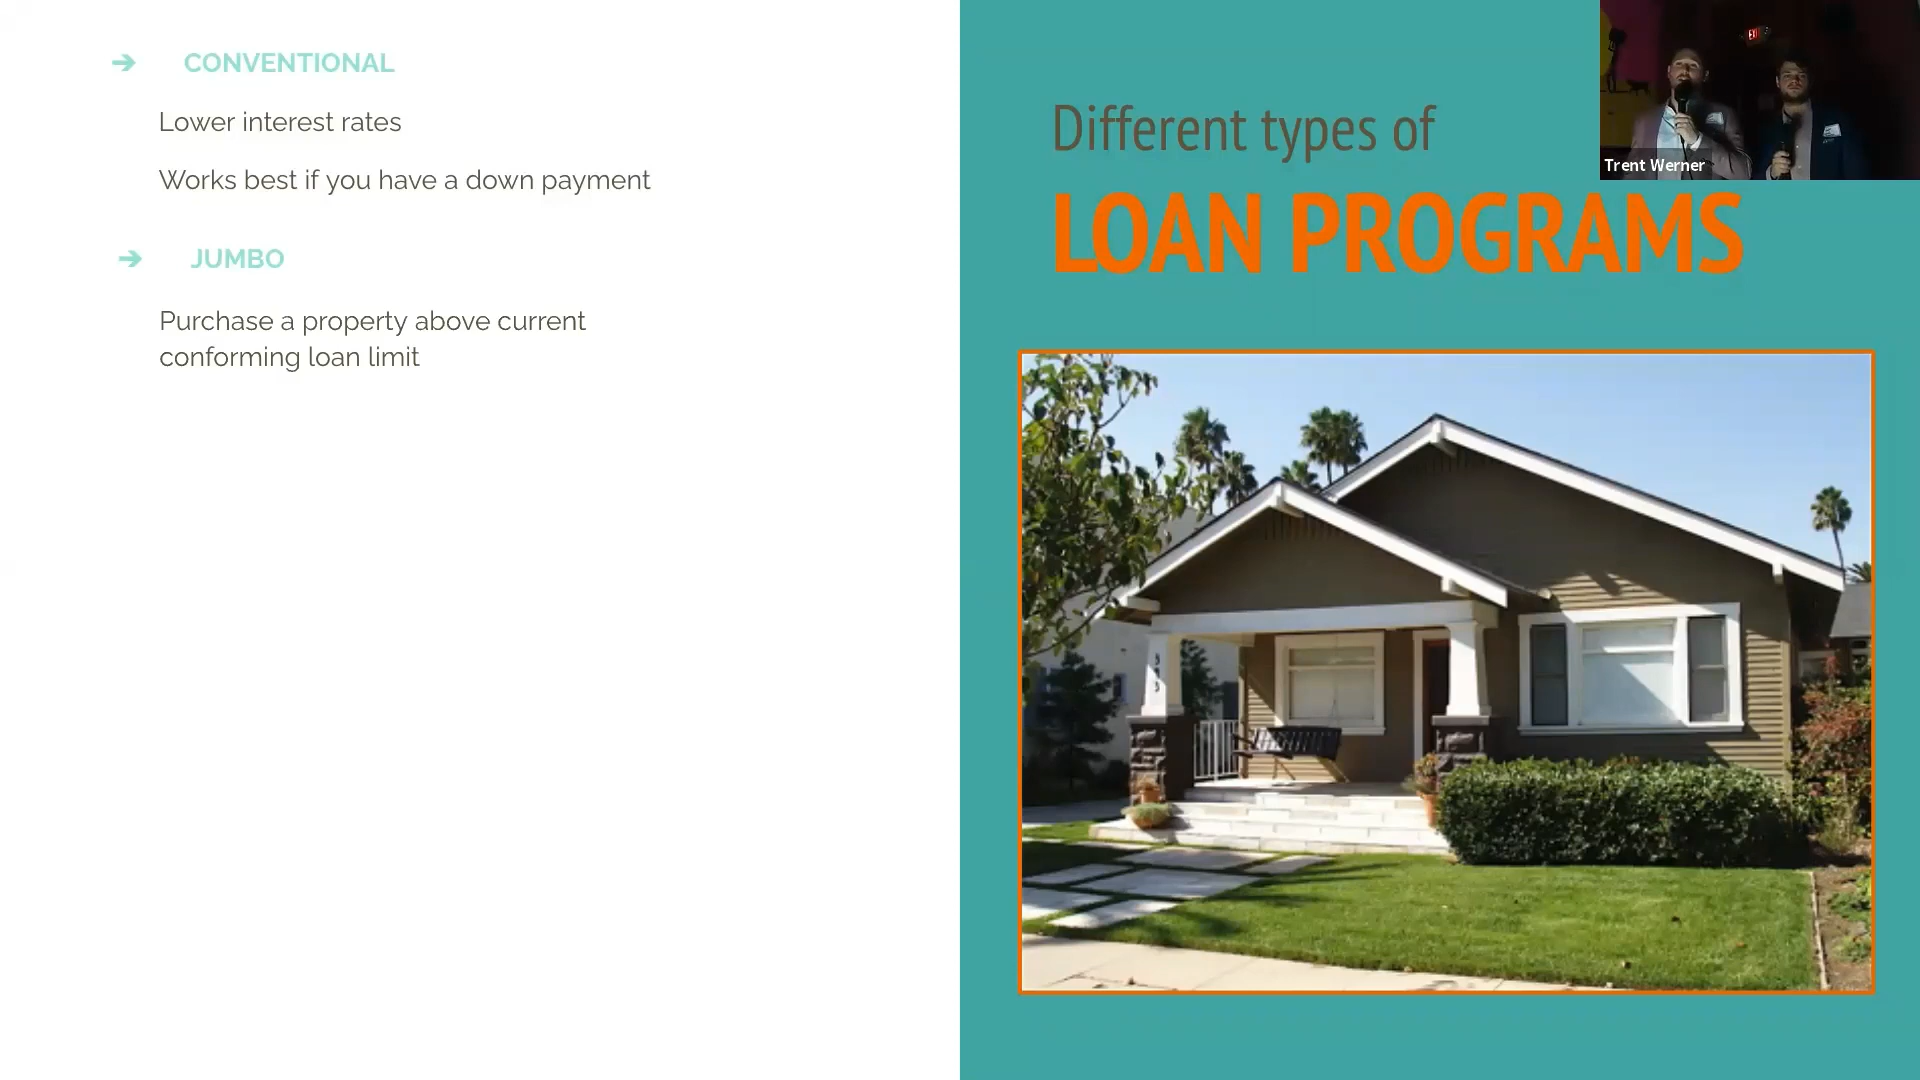 ➔ CONVENTIONAL
Lower interest rates
Works best if you have a down payment
➔ JUMBO
Purchase a property above current
conforming loan limit
Different types of
LOAN PROGRAMS
Trent Werner